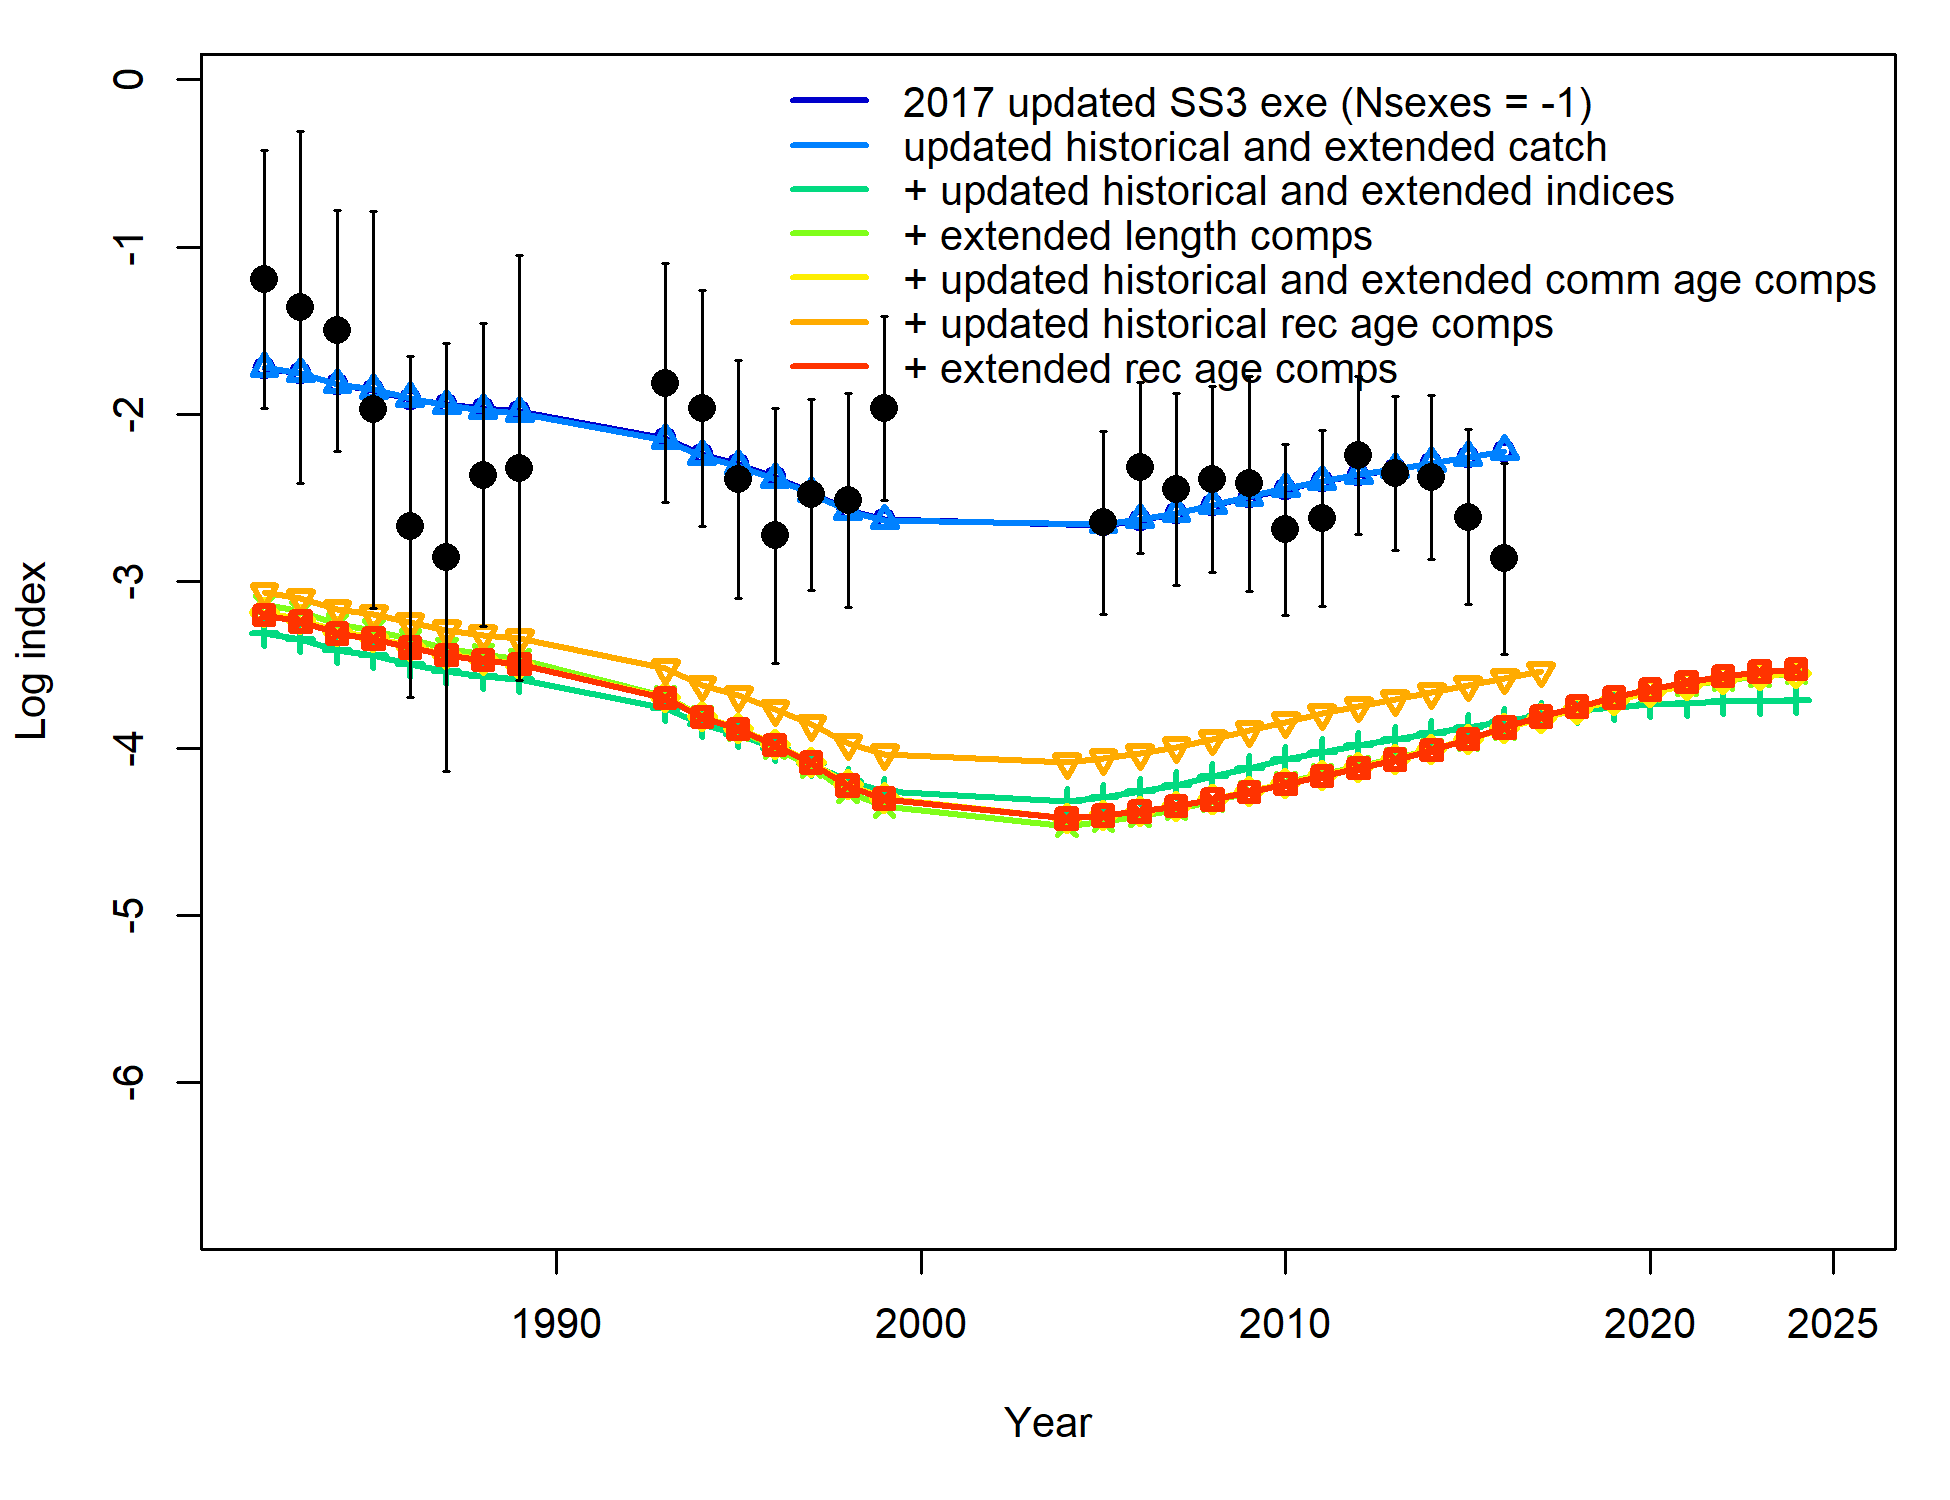 0
-1
-2
-3
-4
-5
-6
Log index
2017 updated SS3 exe (Nsexes = -1)
updated historical and extended catch
+ updated historical and extended indices
+ extended length comps
+ updated historical and extended comm age comps
+ updated historical rec age comps
+ extended rec age comps
1990 2000 2010 2020 2025
Year